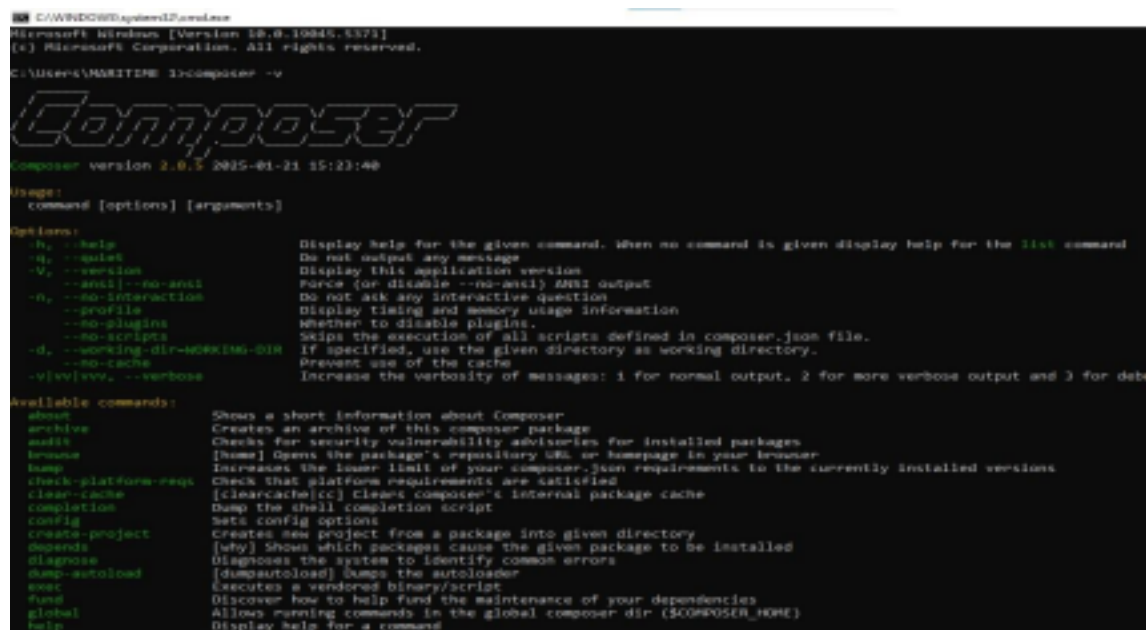 C:\WINDOWS\system32\cmd.exe
Microsoft Windows [Version 10.0.19045.5371]
(c) Microsoft Corporation. All rights reserved.
C:\Users\MARITIME 1>composer -v
Composer
Composer version 2.8.5 2025-01-21 15:23:40
Usage:
command [options] [arguments]
Options:
-h, --help Display help for the given command. When no command is given display help for the list command
-q, --quiet Do not output any message
-V, --version Display this application version
--ansi|--no-ansi Force (or disable --no-ansi) ANSI output
-n, --no-interaction Do not ask any interactive question
--profile Display timing and memory usage information
--no-plugins Whether to disable plugins.
--no-scripts Skips the execution of all scripts defined in composer.json file.
-d, --working-dir=WORKING-DIR If specified, use the given directory as working directory.
--no-cache Prevent use of the cache
-v|vv|vvv, --verbose Increase the verbosity of messages: 1 for normal output, 2 for more verbose output and 3 for deb
Available commands:
about Shows a short information about Composer
archive Creates an archive of this composer package
audit Checks for security vulnerability advisories for installed packages
browse [home] Opens the package's repository URL or homepage in your browser
bump Increases the lower limit of your composer.json requirements to the currently installed versions
check-platform-reqs Check that platform requirements are satisfied
clear-cache [clearcache|cc] Clears composer's internal package cache
completion Dump the shell completion script
config Sets config options
create-project Creates new project from a package into given directory
depends [why] Shows which packages cause the given package to be installed
diagnose Diagnoses the system to identify common errors
dump-autoload [dumpautoload] Dumps the autoloader
exec Executes a vendored binary/script
fund Discover how to help fund the maintenance of your dependencies
global Allows running commands in the global composer dir ($COMPOSER_HOME)
help Display help for a command